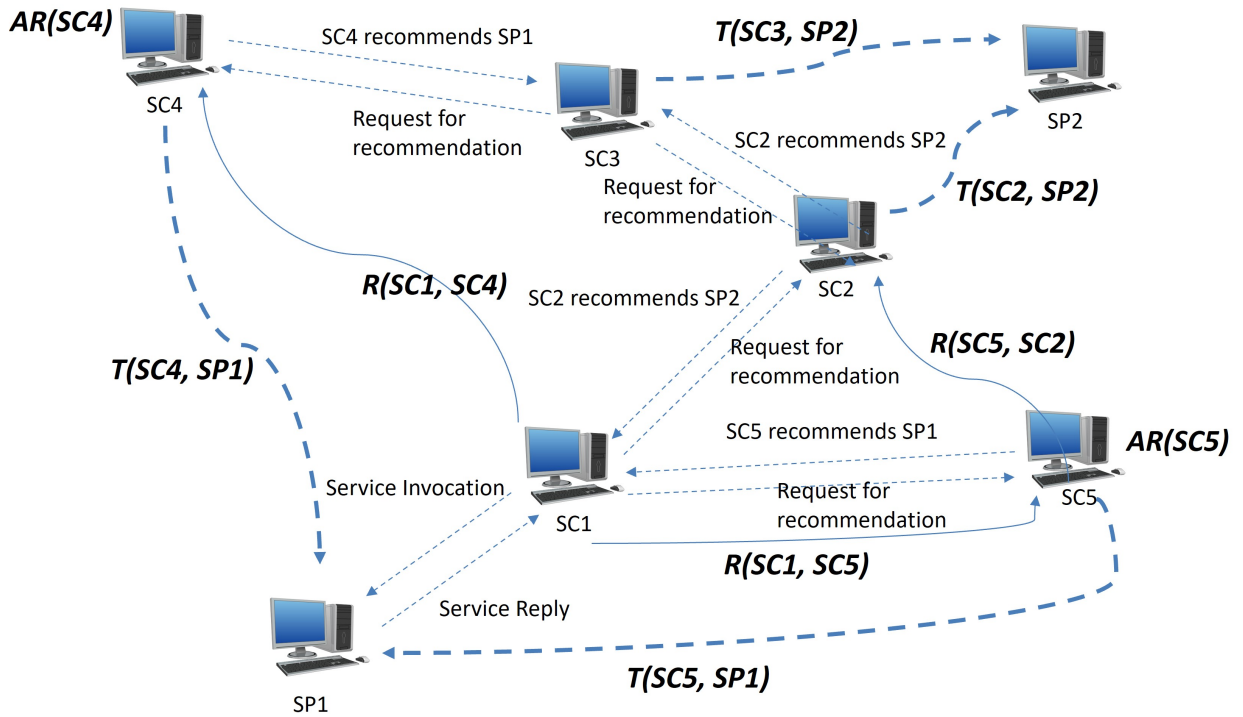 AR(SC4)
SC4 recommends SP1
T(SC3, SP2)
SC4
Request for
recommendation
SC3
SP2
SC2 recommends SP2
Request for
recommendation
T(SC2, SP2)
R(SC1, SC4)
SC2 recommends SP2
SC2
T(SC4, SP1)
Request for
recommendation
R(SC5, SC2)
SC5 recommends SP1
AR(SC5)
Service Invocation
SC1
Request for
recommendation
SC5
R(SC1, SC5)
Service Reply
T(SC5, SP1)
SP1